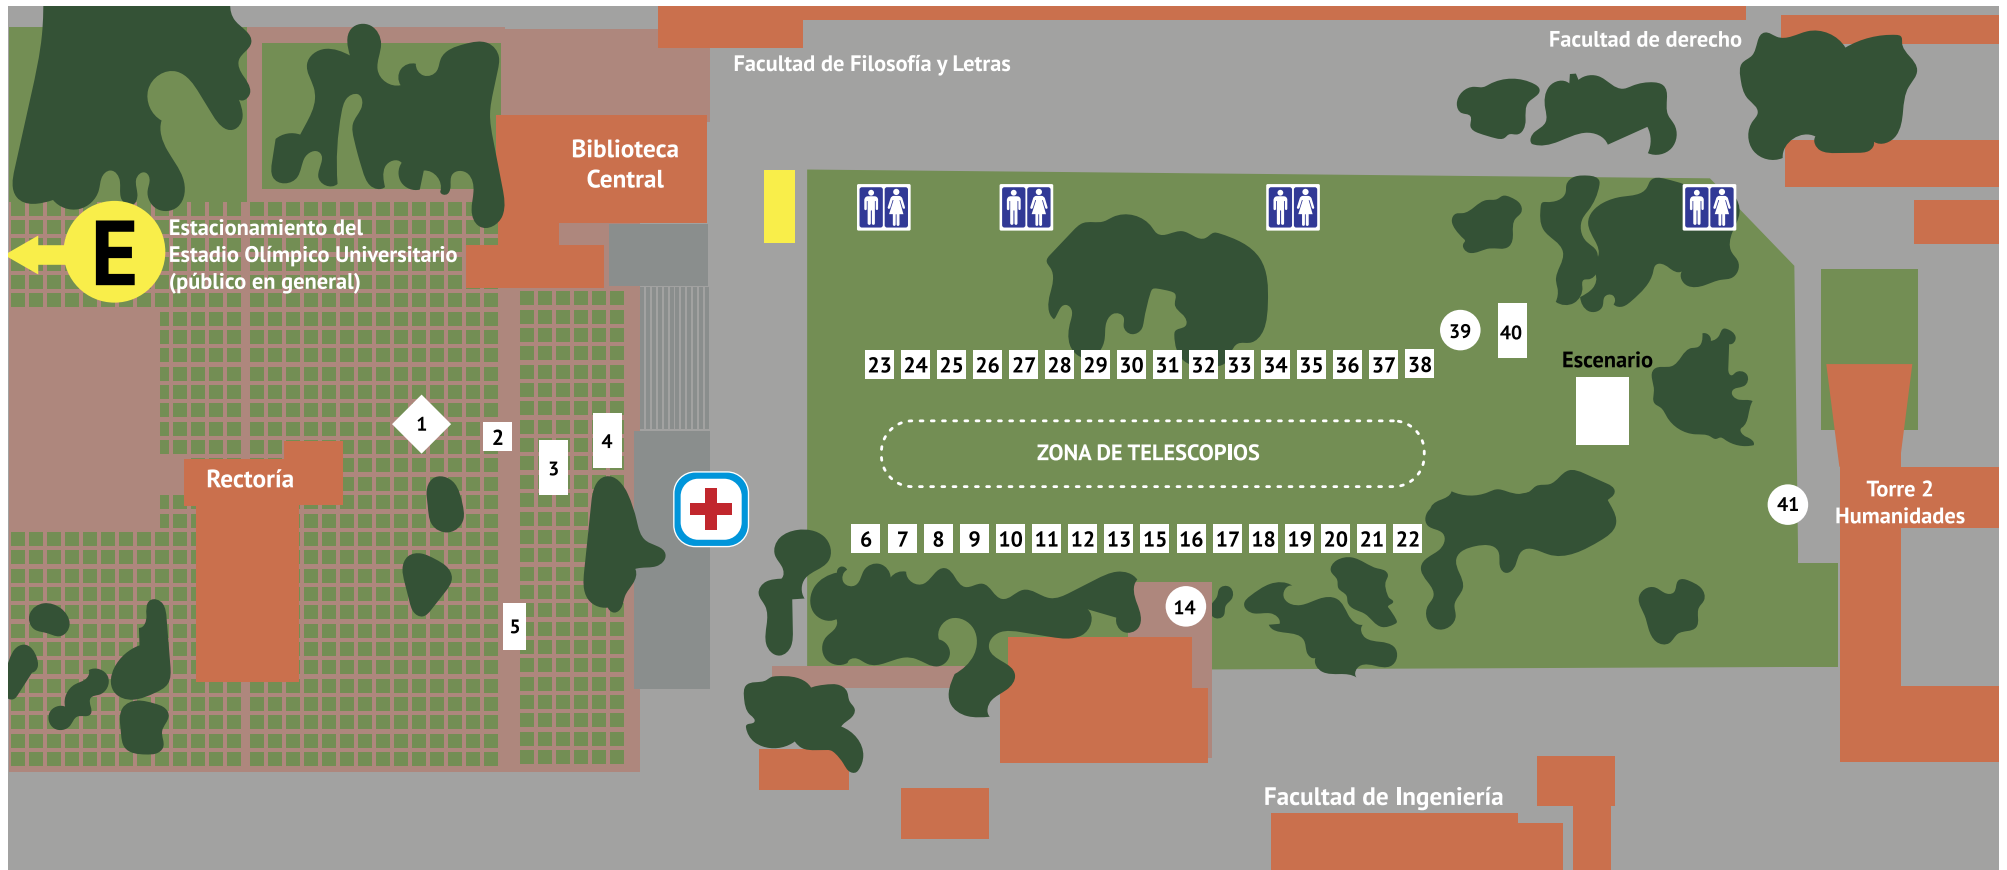 Facultad de derecho
Facultad de Filosofía y Letras
Biblioteca
Central
E
Estacionamiento del
Estadio Olímpico Universitario
(público en general)
39
40
23 24 25 26 27 28 29 30 31 32 33 34 35 36 37 38
Escenario
1
2
3
4
ZONA DE TELESCOPIOS
Rectoría
41
Torre 2
Humanidades
6 7 8 9 10 11 12 13 15 16 17 18 19 20 21 22
14
5
Facultad de Ingeniería